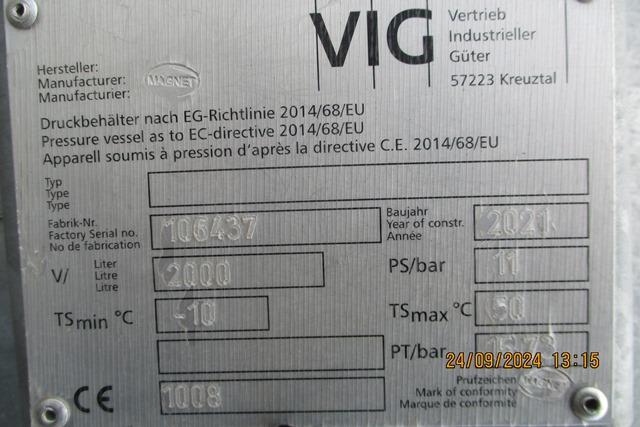 VIG
Vertrieb
Industrieller
Güter
57223 Kreuztal
Hersteller:
Manufacturer:
Manufacturier:
MAGNET
Druckbehälter nach EG-Richtlinie 2014/68/EU
Pressure vessel as to EC-directive 2014/68/EU
Appareil soumis à pression d'après la directive C.E. 2014/68/EU
Typ
Type
Type
Fabrik-Nr.
Factory Serial no.
No de fabrication
106437
Baujahr
Year of constr.
Année
2021
V/
Liter
Litre
Litre
2000
PS/bar
11
TSmin °C
-10
TSmax °C
50
PT/bar
24/09/2024 13:15
CE
1008
Prüfzeichen
Mark of conformity
Marque de conformité